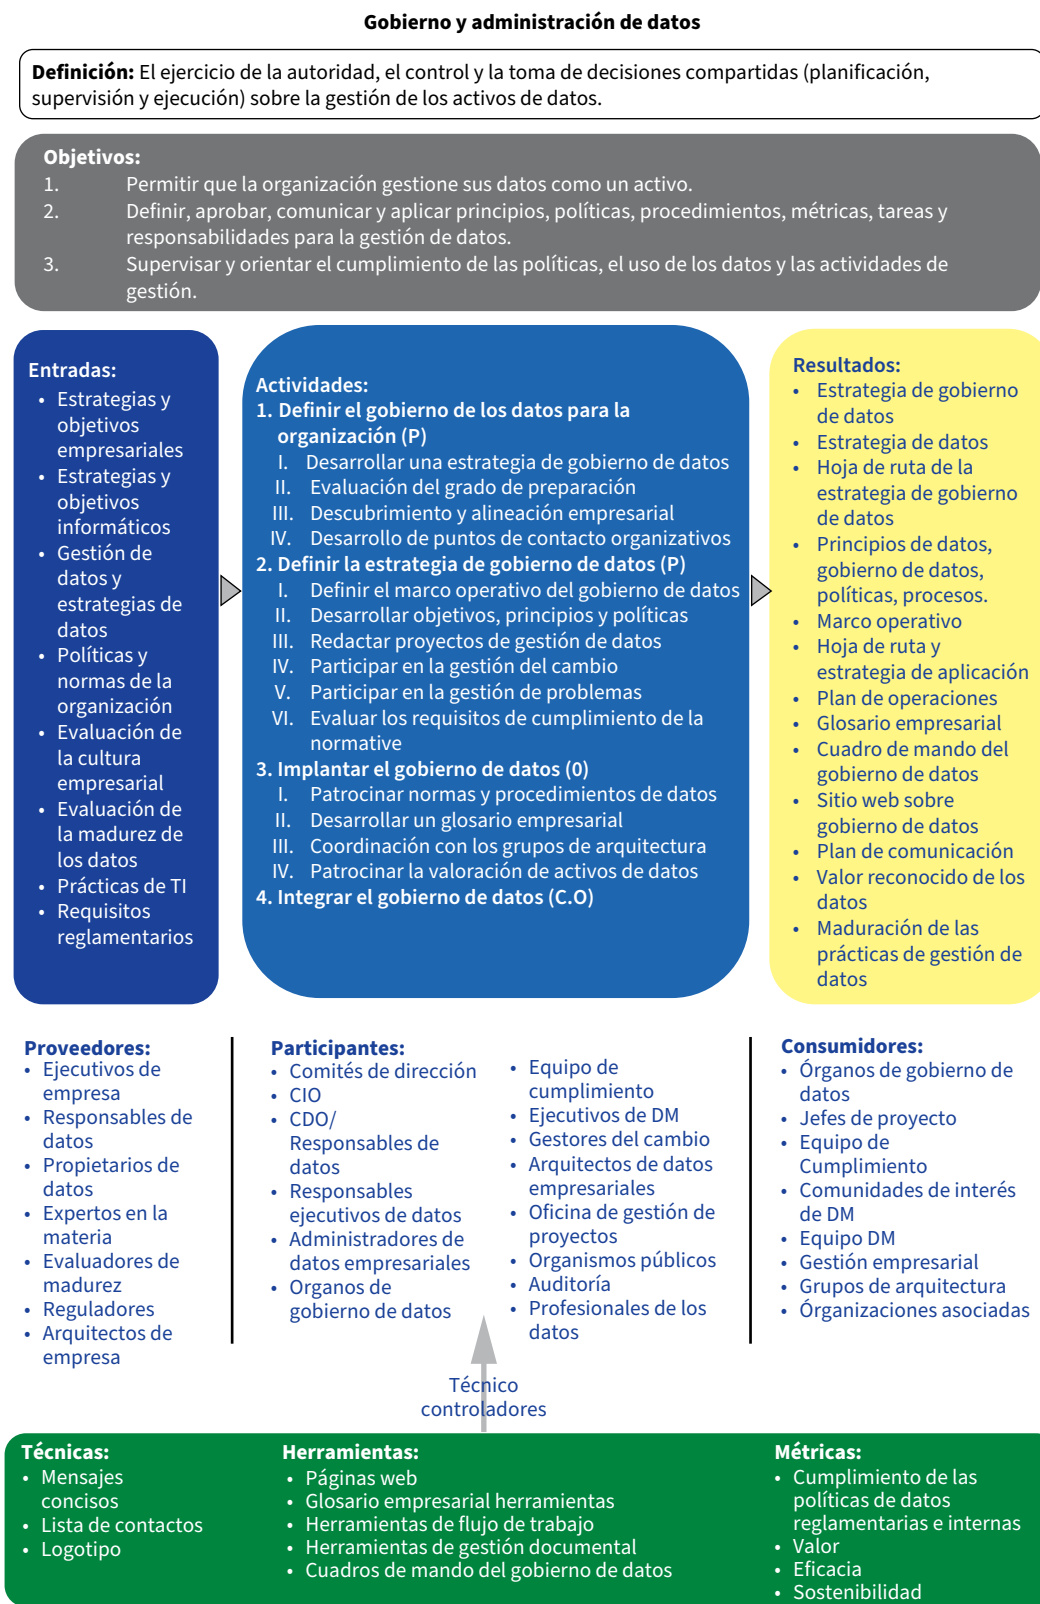 Gobierno y administración de datos
Definición: El ejercicio de la autoridad, el control y la toma de decisiones compartidas (planificación,
supervisión y ejecución) sobre la gestión de los activos de datos.
Objetivos:
1. Permitir que la organización gestione sus datos como un activo.
2. Definir, aprobar, comunicar y aplicar principios, políticas, procedimientos, métricas, tareas y
responsabilidades para la gestión de datos.
3. Supervisar y orientar el cumplimiento de las políticas, el uso de los datos y las actividades de
gestión.
Entradas:
• Estrategias y
objetivos
empresariales
• Estrategias y
objetivos
informáticos
• Gestión de
datos y
estrategias de
datos
• Políticas y
normas de la
organización
• Evaluación de
la cultura
empresarial
• Evaluación de
la madurez de
los datos
• Prácticas de TI
• Requisitos
reglamentarios
Actividades:
1. Definir el gobierno de los datos para la
organización (P)
I. Desarrollar una estrategia de gobierno de datos
II. Evaluación del grado de preparación
III. Descubrimiento y alineación empresarial
IV. Desarrollo de puntos de contacto organizativos
2. Definir la estrategia de gobierno de datos (P)
I. Definir el marco operativo del gobierno de datos
II. Desarrollar objetivos, principios y políticas
III. Redactar proyectos de gestión de datos
IV. Participar en la gestión del cambio
V. Participar en la gestión de problemas
VI. Evaluar los requisitos de cumplimiento de la
normative
3. Implantar el gobierno de datos (0)
I. Patrocinar normas y procedimientos de datos
II. Desarrollar un glosario empresarial
III. Coordinación con los grupos de arquitectura
IV. Patrocinar la valoración de activos de datos
4. Integrar el gobierno de datos (C.O)
Resultados:
• Estrategia de gobierno
de datos
• Estrategia de datos
• Hoja de ruta de la
estrategia de gobierno
de datos
• Principios de datos,
gobierno de datos,
políticas, procesos.
• Marco operativo
• Hoja de ruta y
estrategia de aplicación
• Plan de operaciones
• Glosario empresarial
• Cuadro de mando del
gobierno de datos
• Sitio web sobre
gobierno de datos
• Plan de comunicación
• Valor reconocido de los
datos
• Maduración de las
prácticas de gestión de
datos
Proveedores:
• Ejecutivos de
empresa
• Responsables de
datos
• Propietarios de
datos
• Expertos en la
materia
• Evaluadores de
madurez
• Reguladores
• Arquitectos de
empresa
Participantes:
• Comités de dirección
• CIO
• CDO/
Responsables de
datos
• Responsables
ejecutivos de datos
• Administradores de
datos empresariales
• Organos de
gobierno de datos
• Equipo de
cumplimiento
• Ejecutivos de DM
• Gestores del cambio
• Arquitectos de datos
empresariales
• Oficina de gestión de
proyectos
• Organismos públicos
• Auditoría
• Profesionales de los
datos
Consumidores:
• Órganos de gobierno de
datos
• Jefes de proyecto
• Equipo de
Cumplimiento
• Comunidades de interés
de DM
• Equipo DM
• Gestión empresarial
• Grupos de arquitectura
• Órganizaciones asociadas
Técnico
controladores
Técnicas:
• Mensajes
concisos
• Lista de contactos
• Logotipo
Herramientas:
• Páginas web
• Glosario empresarial herramientas
• Herramientas de flujo de trabajo
• Herramientas de gestión documental
• Cuadros de mando del gobierno de datos
Métricas:
• Cumplimiento de las
políticas de datos
reglamentarias e internas
• Valor
• Eficacia
• Sostenibilidad